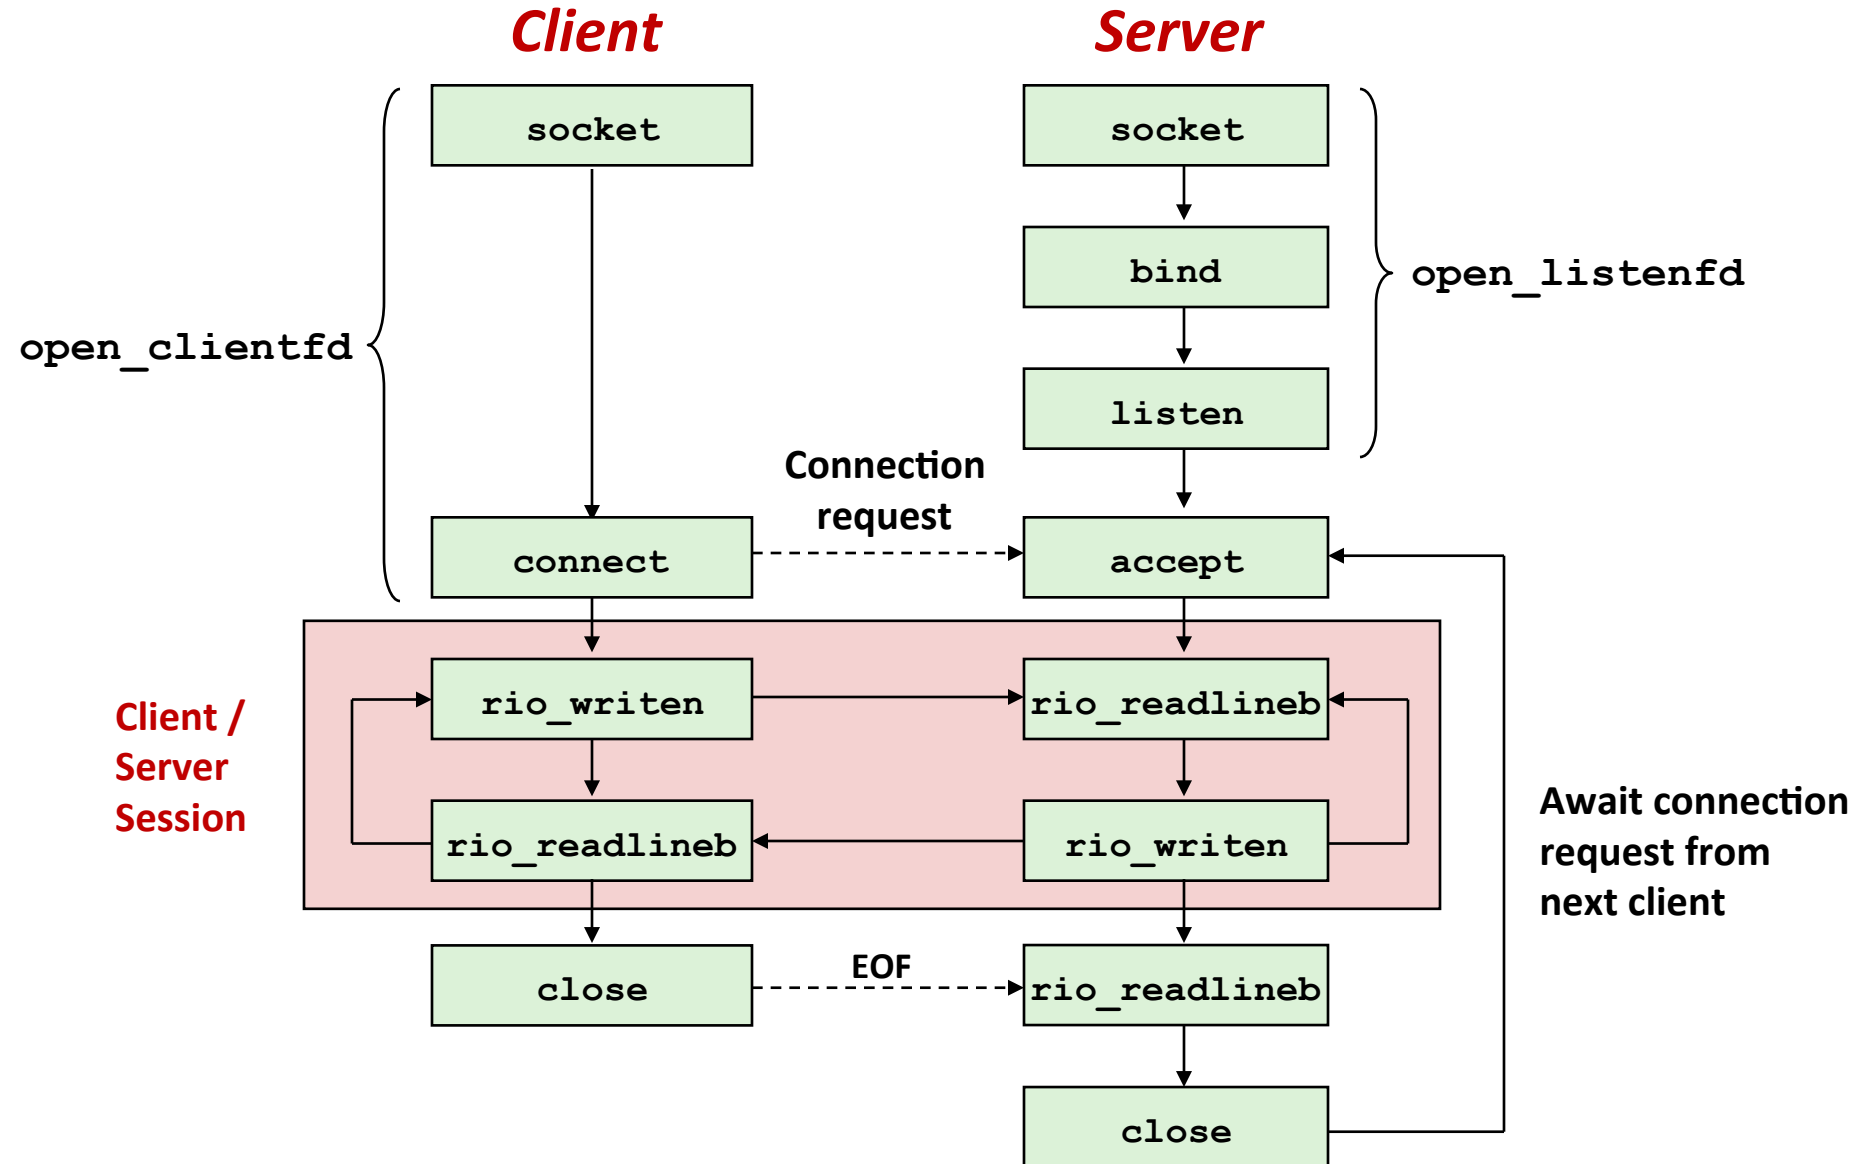 Client
Server
socket
socket
bind
open_listenfd
open_clientfd
listen
Connection
request
connect
accept
Client /
Server
Session
rio_writen
rio_readlineb
rio_readlineb
rio_writen
Await connection
request from
next client
close
EOF
rio_readlineb
close